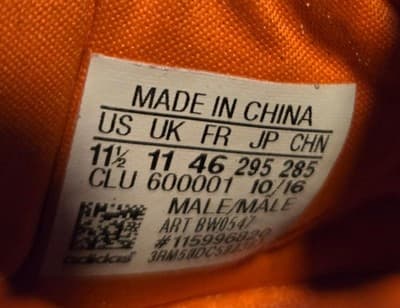 MADE IN CHINA
US UK FR JP CHN
11½ 11 46 295 285
CLU 600001 10/16
MALE/MALE
ART BW0547
adidas